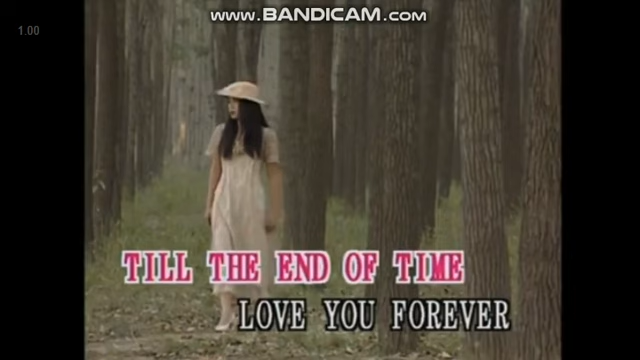 1.00
www.BANDICAM.com
TILL THE END OF TIME
LOVE YOU FOREVER